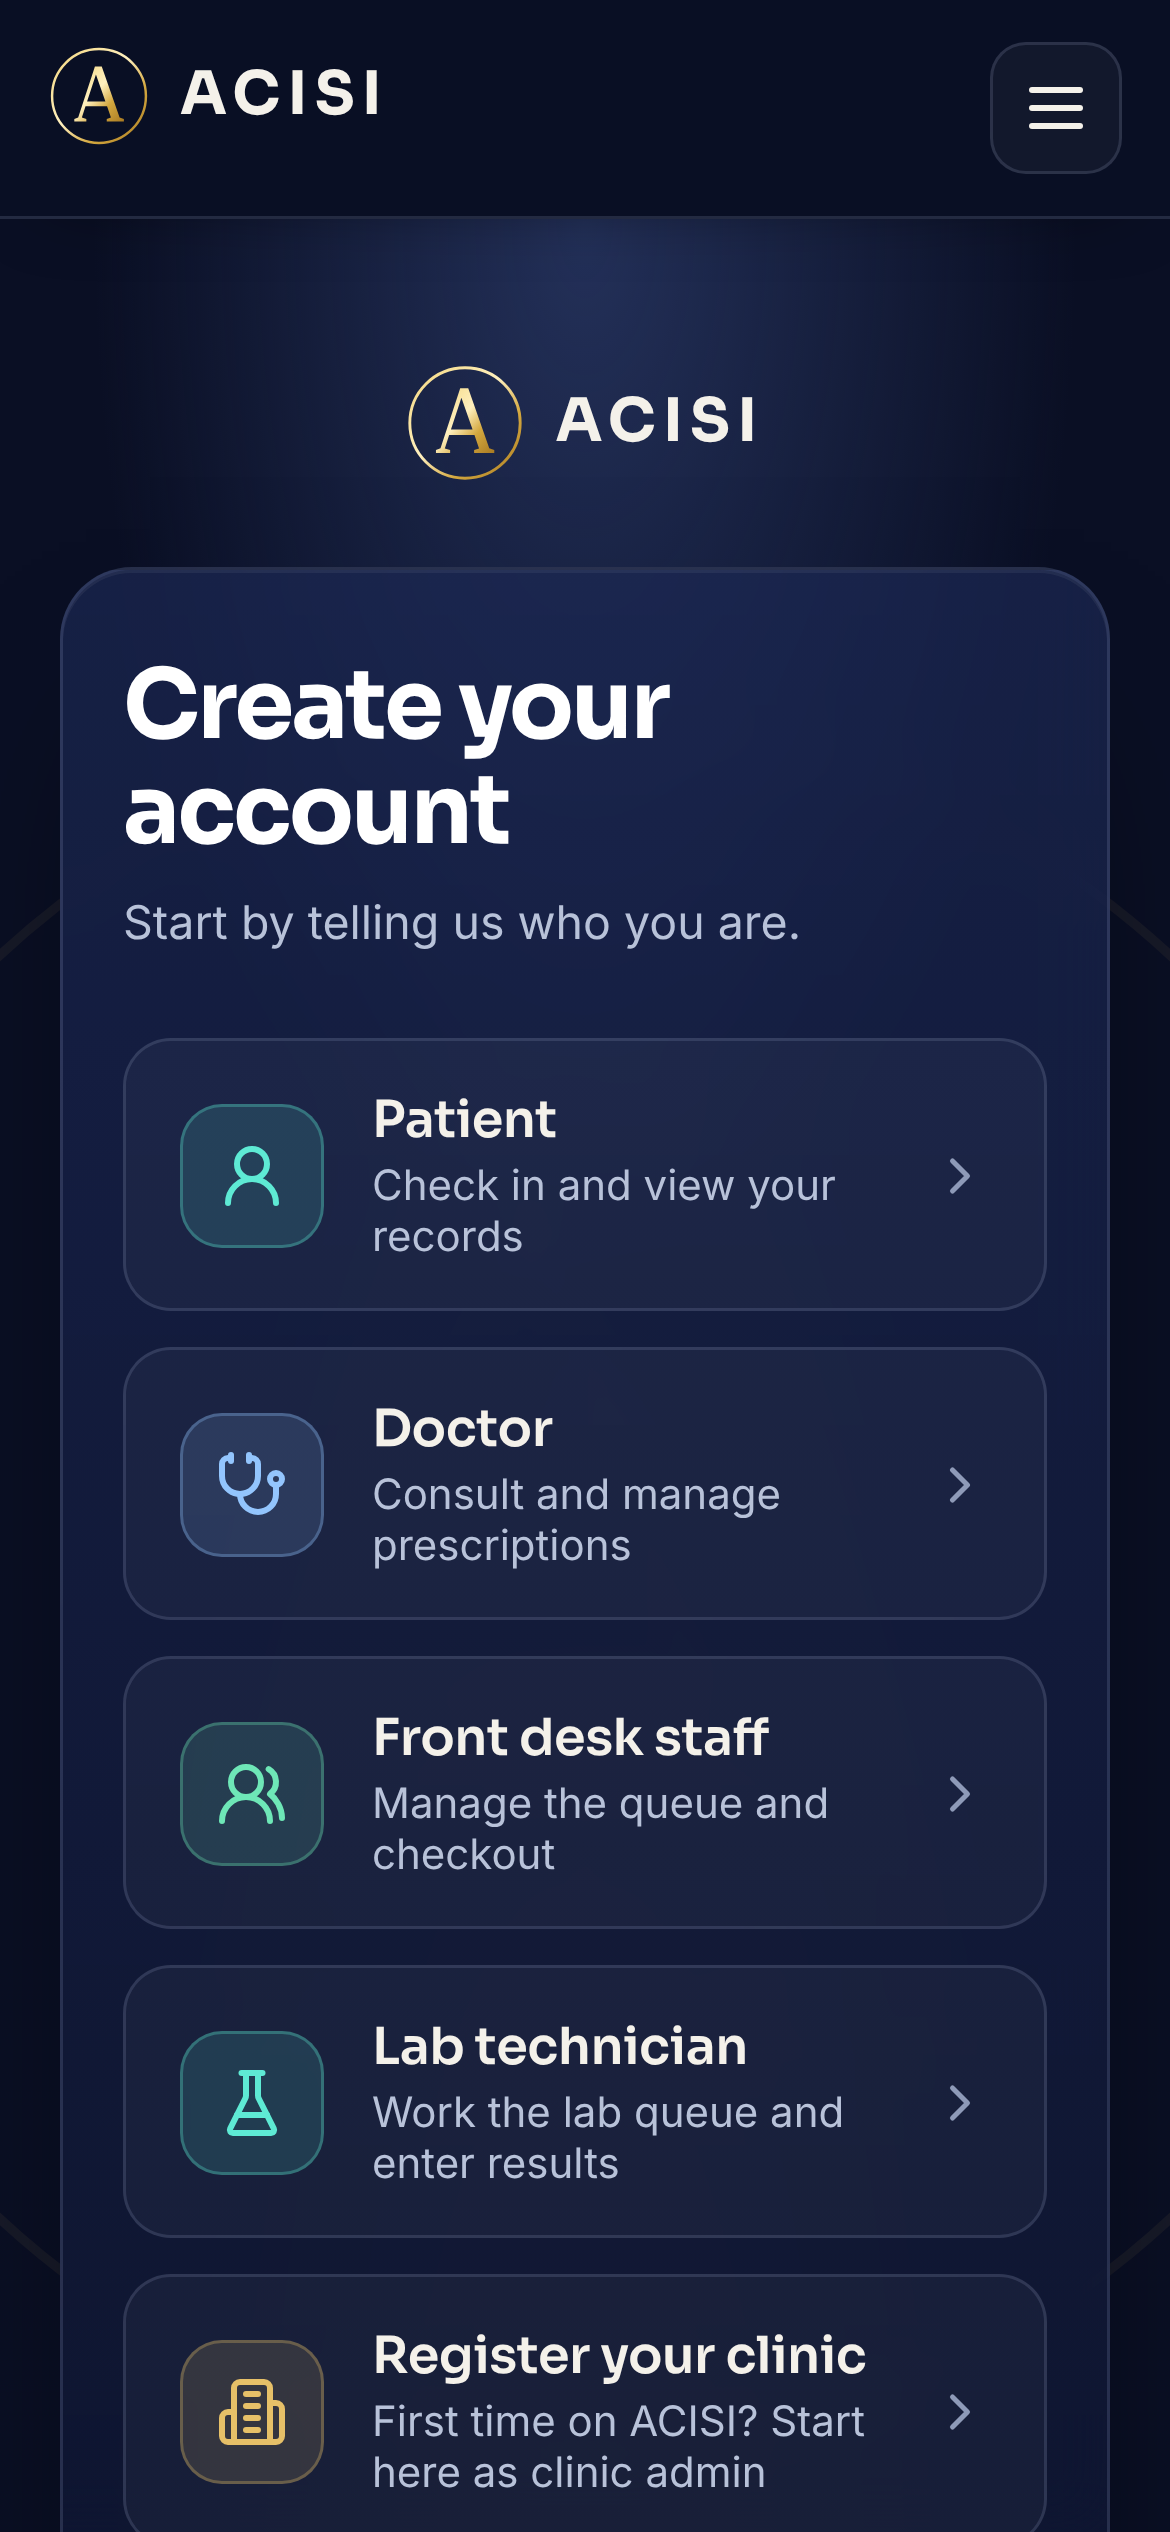 A ACISI
A ACISI
Create your
account
Start by telling us who you are.
Patient
Check in and view your
records
Doctor
Consult and manage
prescriptions
Front desk staff
Manage the queue and
checkout
Lab technician
Work the lab queue and
enter results
Register your clinic
First time on ACISI? Start
here as clinic admin